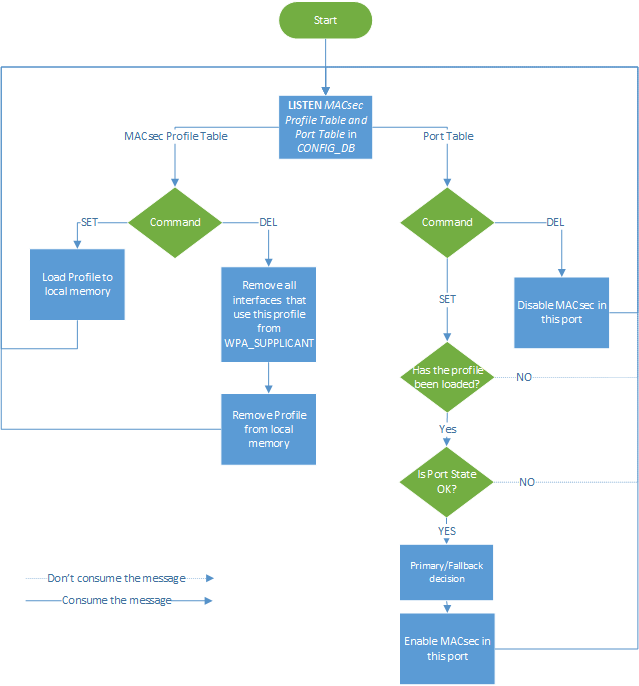 Start
LISTEN MACsec
Profile Table and
Port Table in
CONFIG_DB
MACsec Profile Table
Port Table
Command
SET
DEL
Command
DEL
Load Profile to
local memory
Remove all
interfaces that
use this profile
from
WPA_SUPPLICANT
SET
Disable MACsec in
this port
Has the profile
been loaded?
NO
Remove Profile
from local
memory
Yes
Is Port State
OK?
NO
YES
Primary/Fallback
decision
Don't consume the message
Consume the message
Enable MACsec in
this port